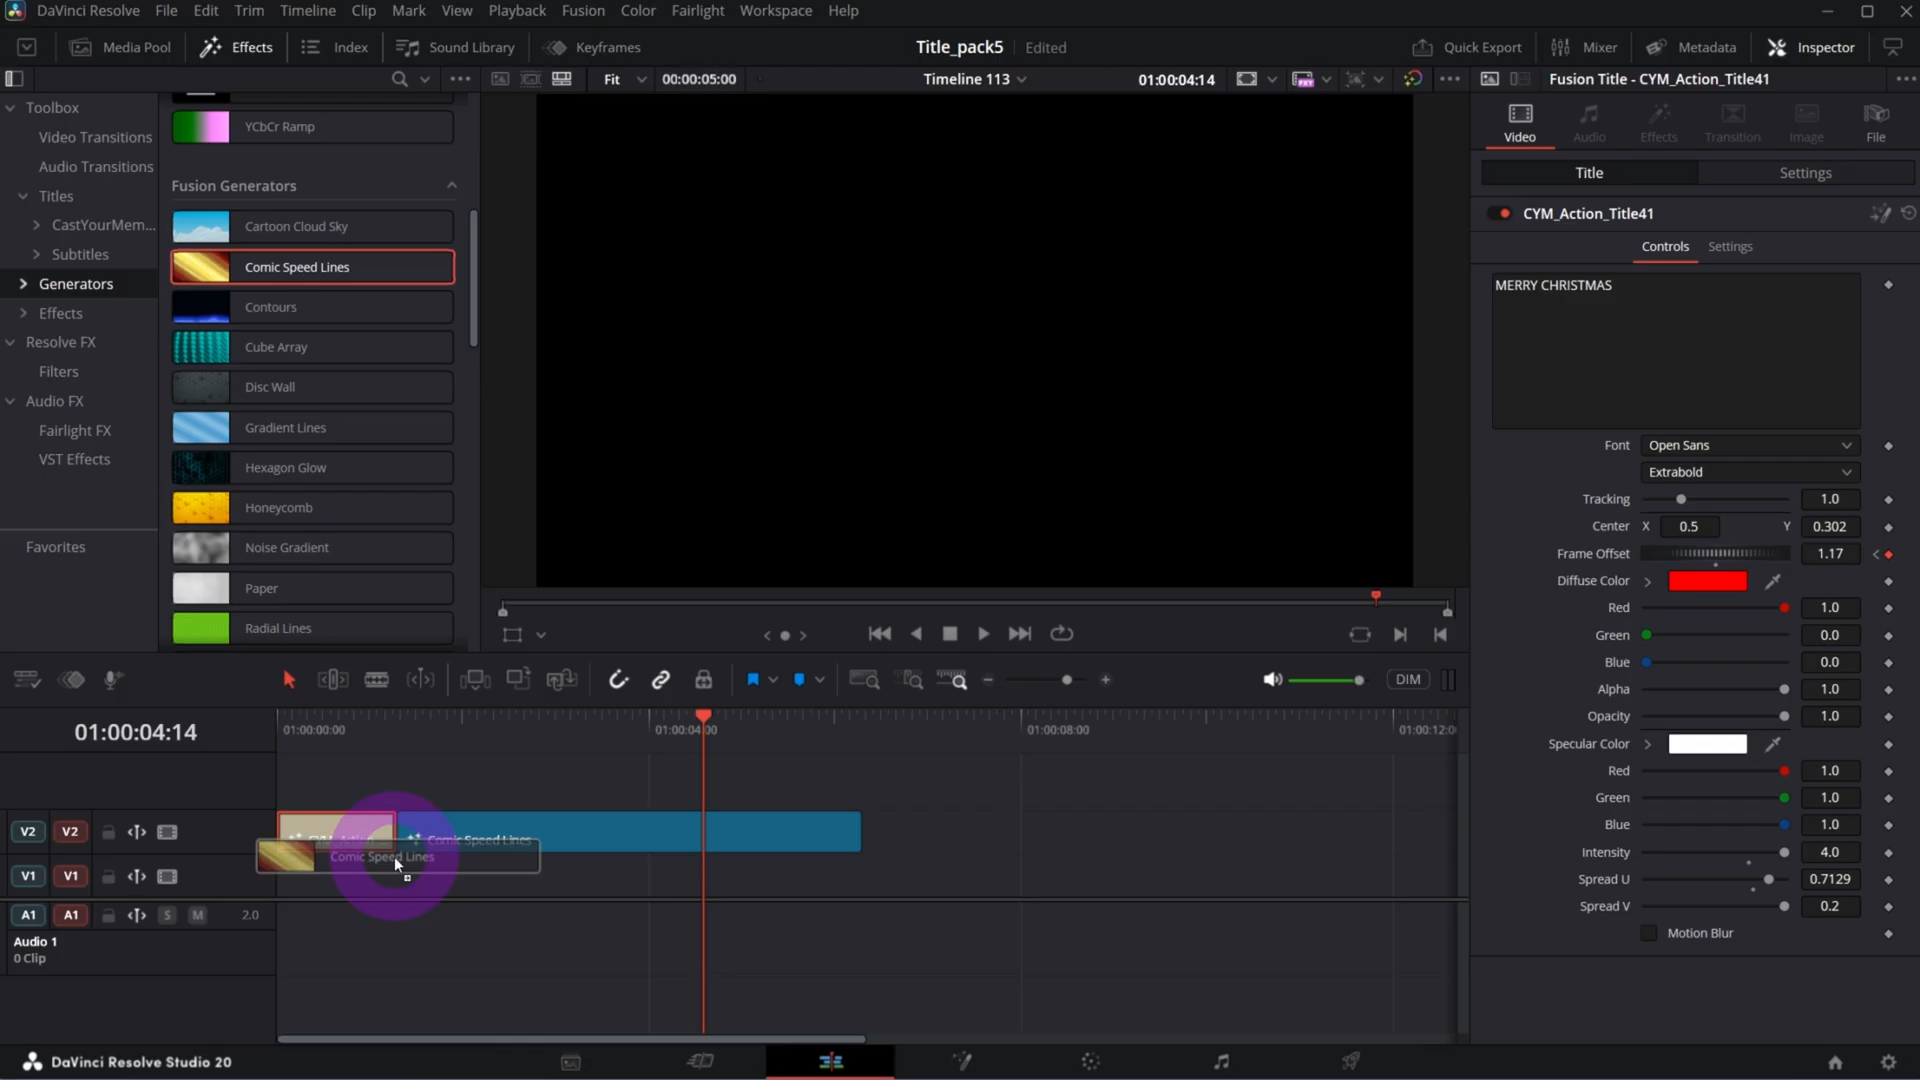 DaVinci Resolve File Edit Trim Timeline Clip Mark View Playback Fusion Color Fairlight Workspace Help
Media Pool Effects Index Sound Library Keyframes Title_pack5 Edited Quick Export Mixer Metadata Inspector
Fit 00:00:05:00 Timeline 113 01:00:04:14 Fusion Title - CYM_Action_Title41
Toolbox
Video Transitions
Audio Transitions
Titles
CastYourMem...
Subtitles
Generators
Effects
Resolve FX
Filters
Audio FX
Fairlight FX
VST Effects
Favorites
YCbCr Ramp
Fusion Generators
Cartoon Cloud Sky
Comic Speed Lines
Contours
Cube Array
Disc Wall
Gradient Lines
Hexagon Glow
Honeycomb
Noise Gradient
Paper
Radial Lines
Video Audio Effects Transition Image File
Title Settings
CYM_Action_Title41
Controls Settings
MERRY CHRISTMAS
Font Open Sans
Extrabold
Tracking 1.0
Center X 0.5 Y 0.302
Frame Offset 1.17
Diffuse Color
Red 1.0
Green 0.0
Blue 0.0
Alpha 1.0
Opacity 1.0
Specular Color
Red 1.0
Green 1.0
Blue 1.0
Intensity 4.0
Spread U 0.7129
Spread V 0.2
Motion Blur
DIM
01:00:04:14 01:00:00:00 01:00:04:00 01:00:08:00
V2 V2 Comic Speed Lines
Comic Speed Lines
V1 V1
A1 A1 S M 2.0
Audio 1
0 Clip
DaVinci Resolve Studio 20